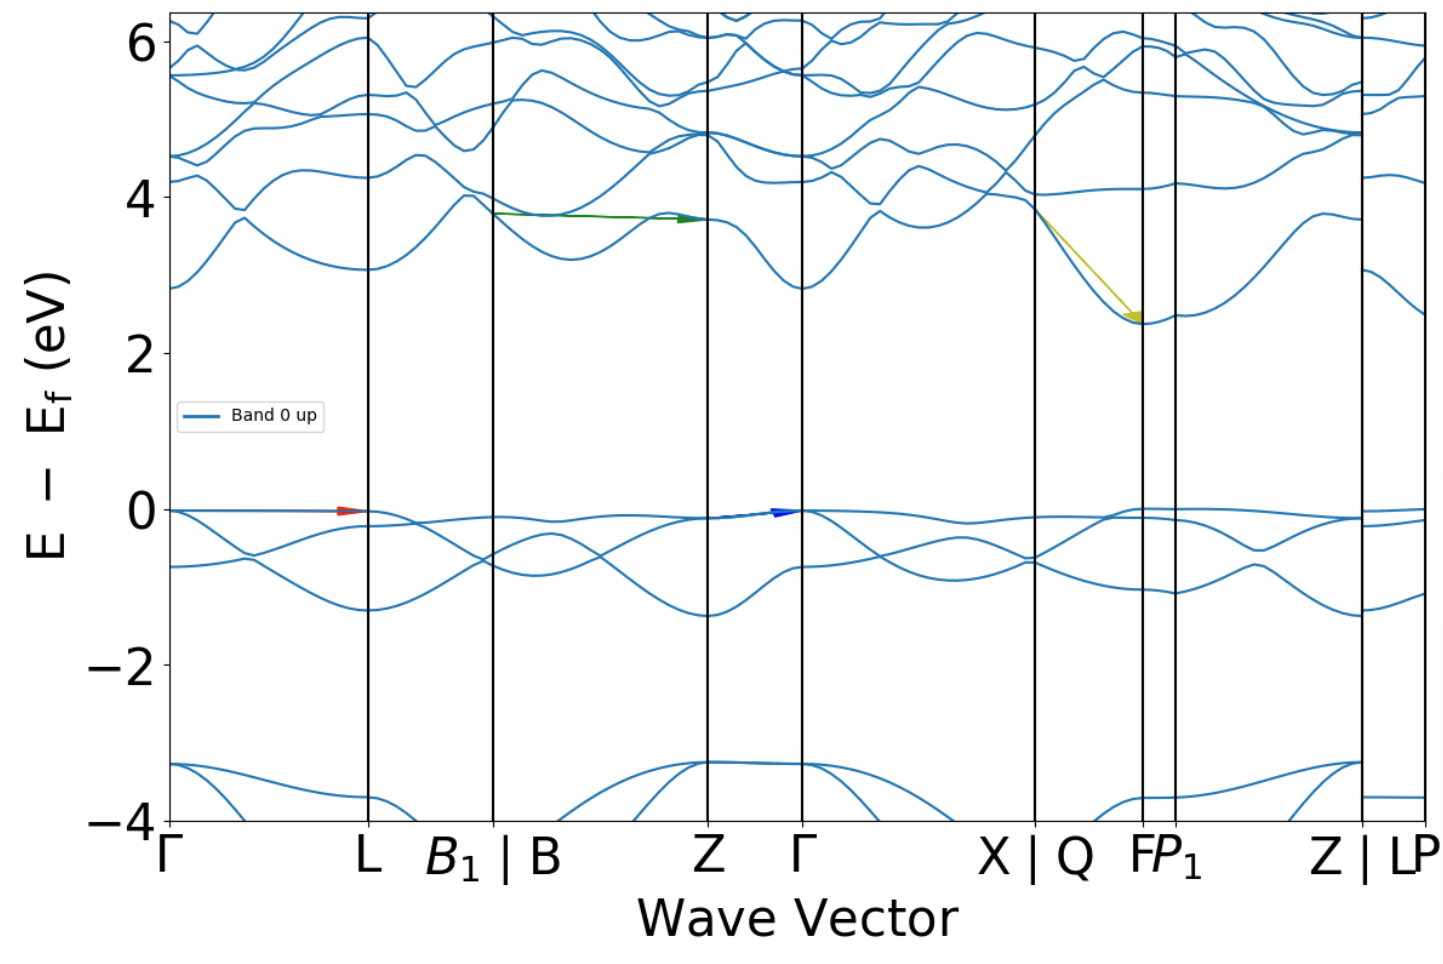 E − E_f (eV)
6
4
2
0
−2
−4
Band 0 up
Γ L B₁ | B Z Γ X | Q F P₁ Z | L P
Wave Vector